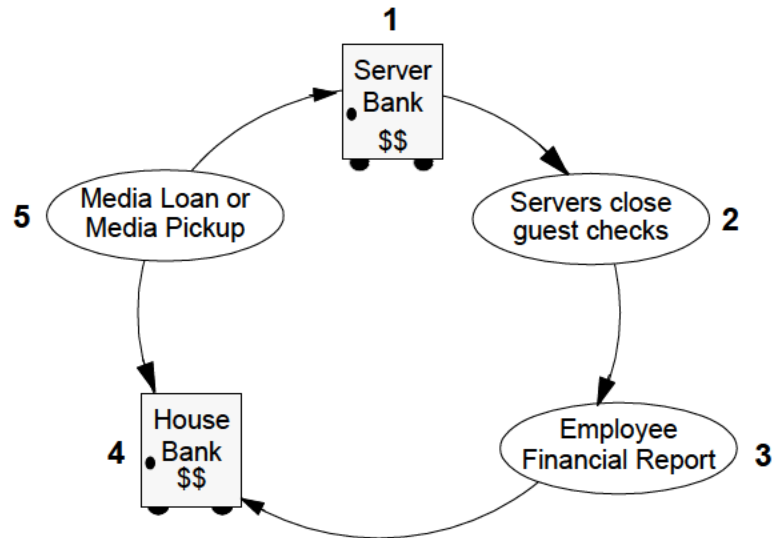 1
Server
Bank
$$
Media Loan or
Media Pickup
5
Servers close
guest checks
2
House
Bank
$$
4
Employee
Financial Report
3